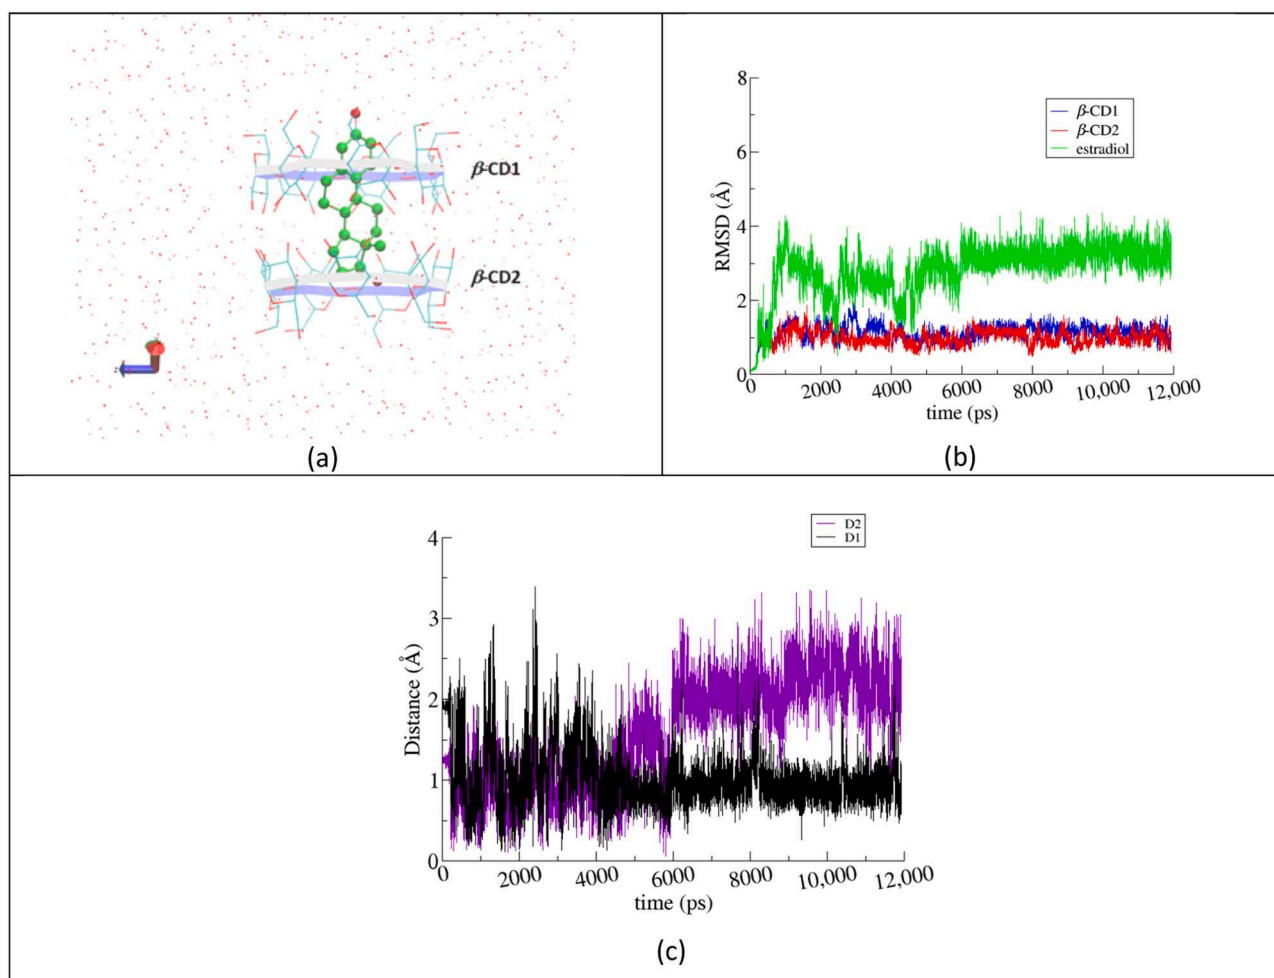 β-CD1
β-CD2
(a)
8
6
4
2
0
RMSD (Å)
β-CD1
β-CD2
estradiol
0
2000
4000
6000
8000
10,000
12,000
time (ps)
(b)
4
3
2
1
0
Distance (Å)
D2
D1
0
2000
4000
6000
8000
10,000
12,000
time (ps)
(c)